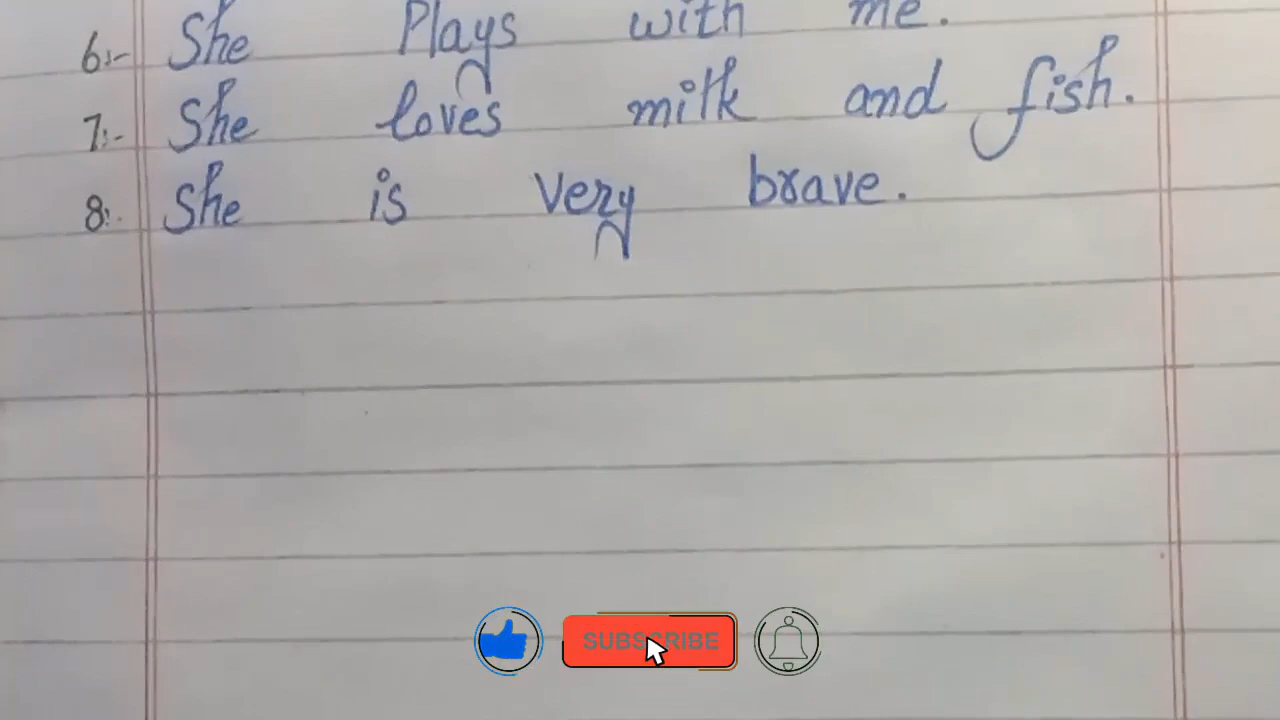 6:- She Plays with me.
7:- She loves milk and fish.
8:- She is very brave.
SUBSCRIBE